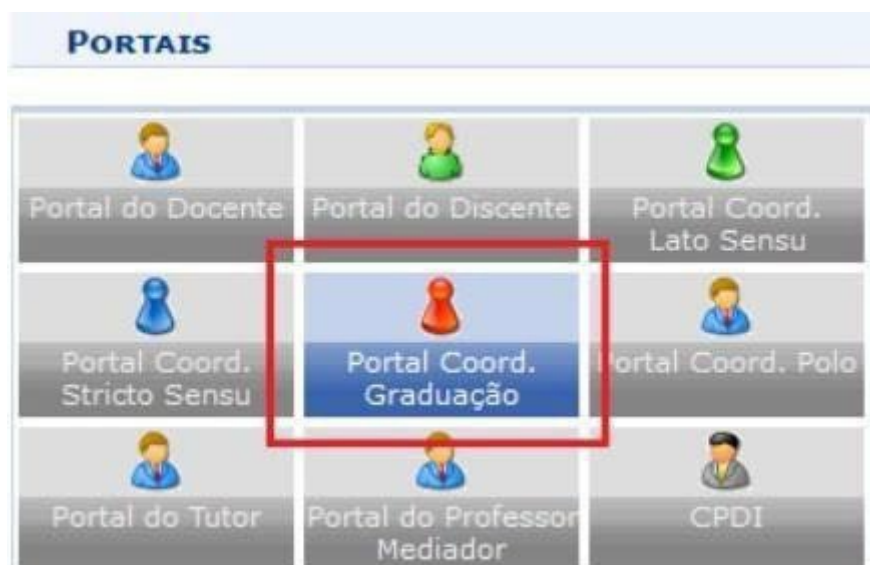 PORTAIS
Portal do Docente
Portal do Discente
Portal Coord.
Lato Sensu
Portal Coord.
Stricto Sensu
Portal Coord.
Graduação
Portal Coord. Polo
Portal do Tutor
Portal do Professor
Mediador
CPDI